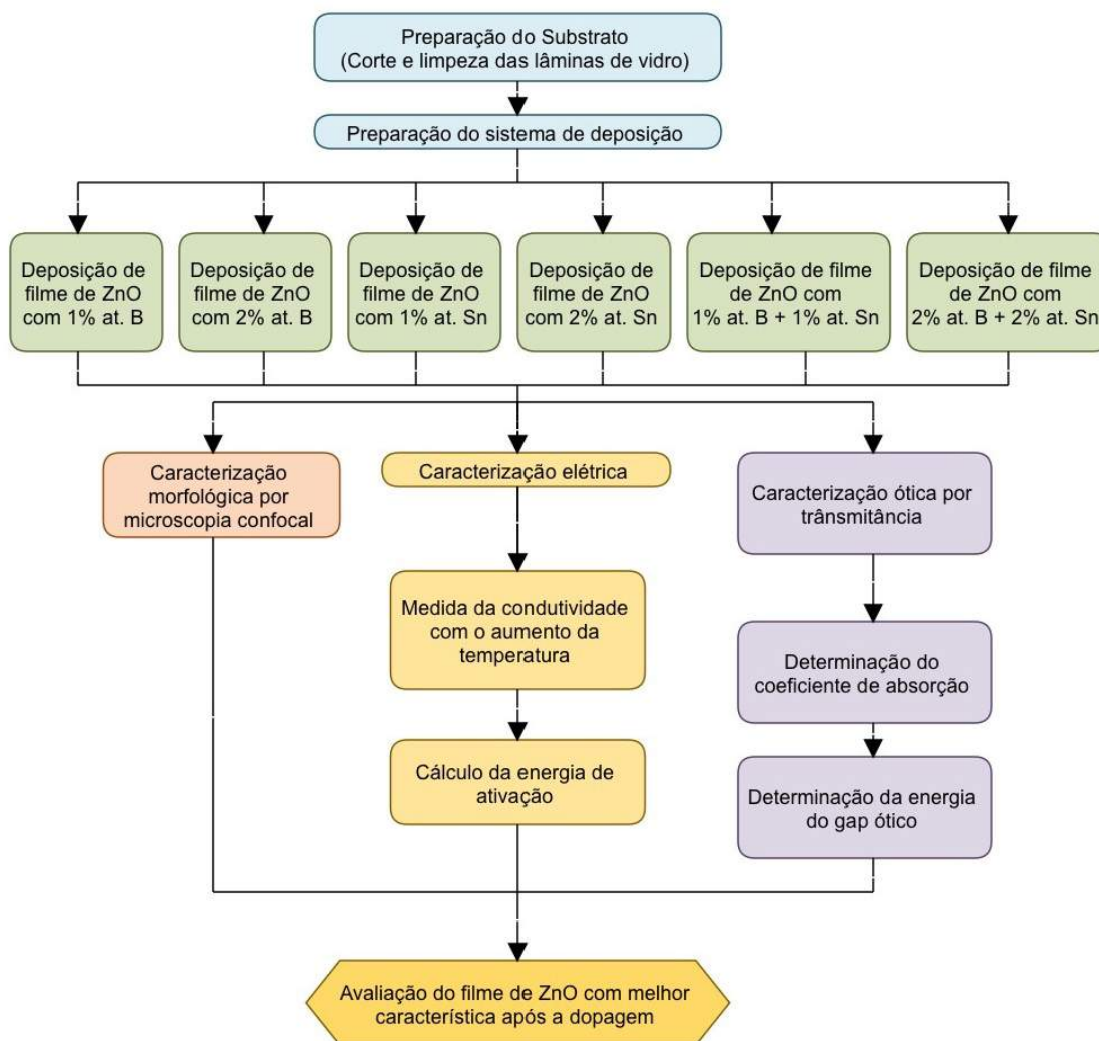 Preparação do Substrato
(Corte e limpeza das lâminas de vidro)
Preparação do sistema de deposição
Deposição de
filme de ZnO
com 1% at. B
Deposição de
filme de ZnO
com 2% at. B
Deposição de
filme de ZnO
com 1% at. Sn
Deposição de
filme de ZnO
com 2% at. Sn
Deposição de filme
de ZnO com
1% at. B + 1% at. Sn
Deposição de filme
de ZnO com
2% at. B + 2% at. Sn
Caracterização
morfológica por
microscopia confocal
Caracterização elétrica
Medida da condutividade
com o aumento da
temperatura
Cálculo da energia de
ativação
Caracterização ótica por
trânsmitância
Determinação do
coeficiente de absorção
Determinação da energia
do gap ótico
Avaliação do filme de ZnO com melhor
característica após a dopagem